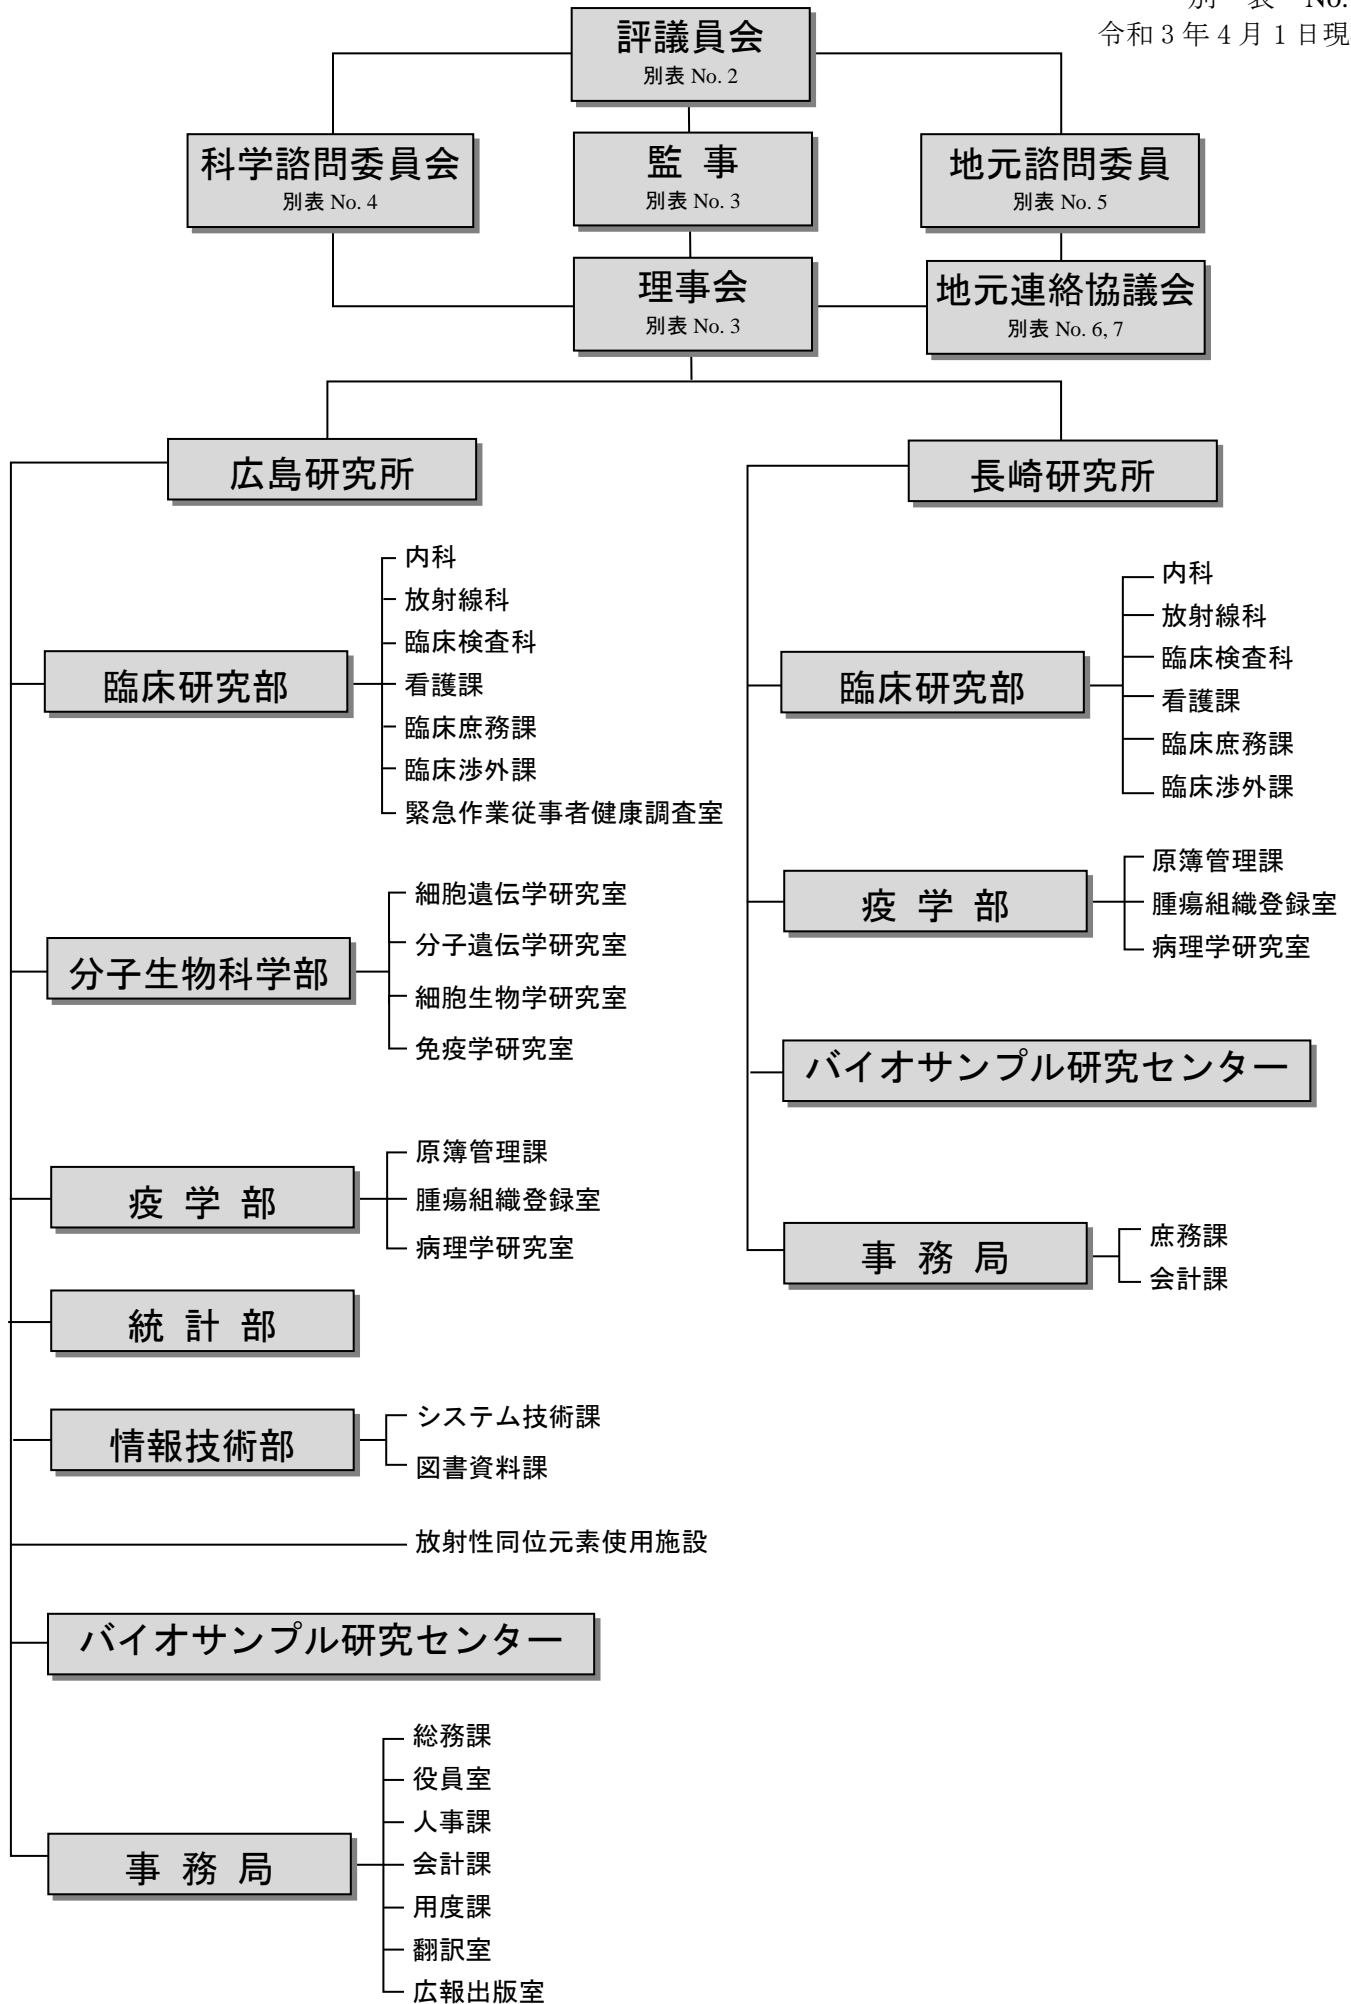 別 表 No.
令和3年4月1日現
評議員会
別表 No. 2
科学諮問委員会
別表 No. 4
監 事
別表 No. 3
地元諮問委員
別表 No. 5
理事会
別表 No. 3
地元連絡協議会
別表 No. 6, 7
広島研究所
臨床研究部
内科
放射線科
臨床検査科
看護課
臨床庶務課
臨床渉外課
緊急作業従事者健康調査室
分子生物科学部
細胞遺伝学研究室
分子遺伝学研究室
細胞生物学研究室
免疫学研究室
疫 学 部
原簿管理課
腫瘍組織登録室
病理学研究室
統 計 部
情報技術部
システム技術課
図書資料課
放射性同位元素使用施設
バイオサンプル研究センター
事 務 局
総務課
役員室
人事課
会計課
用度課
翻訳室
広報出版室
長崎研究所
臨床研究部
内科
放射線科
臨床検査科
看護課
臨床庶務課
臨床渉外課
疫 学 部
原簿管理課
腫瘍組織登録室
病理学研究室
バイオサンプル研究センター
事 務 局
庶務課
会計課